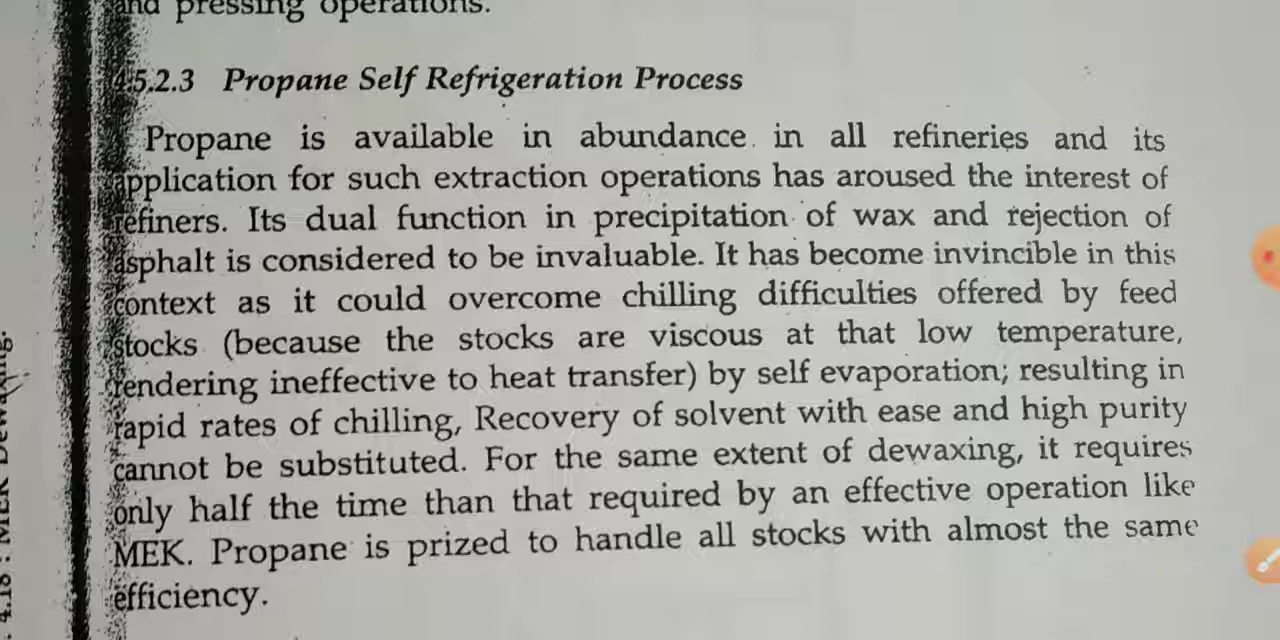 and pressing operations.
4.5.2.3 Propane Self Refrigeration Process
Propane is available in abundance in all refineries and its
application for such extraction operations has aroused the interest of
refiners. Its dual function in precipitation of wax and rejection of
asphalt is considered to be invaluable. It has become invincible in this
context as it could overcome chilling difficulties offered by feed
stocks (because the stocks are viscous at that low temperature,
rendering ineffective to heat transfer) by self evaporation; resulting in
rapid rates of chilling, Recovery of solvent with ease and high purity
cannot be substituted. For the same extent of dewaxing, it requires
only half the time than that required by an effective operation like
MEK. Propane is prized to handle all stocks with almost the same
efficiency.
4.18 : MEK Dewaxing.